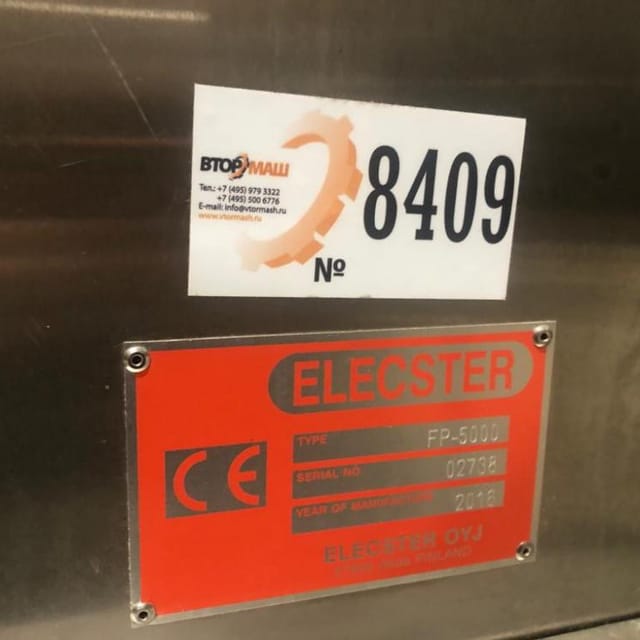 ВТОРМАШ
Тел.: +7 (495) 979 3322
+7 (495) 500 6776
E-mail: info@vtormash.ru
www.vtormash.ru
№
8409
ELECSTER
CE
TYPE FP-5000
SERIAL NO 02738
YEAR OF MANUFACTURE
ELECSTER OYJ
FINLAND